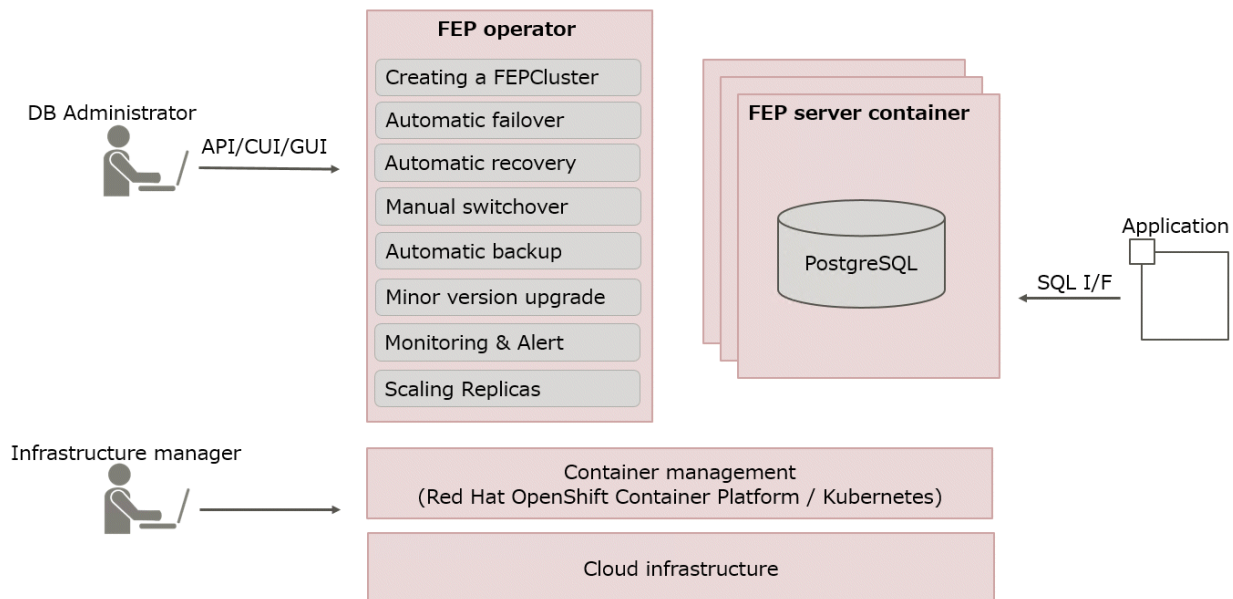 DB Administrator
API/CUI/GUI
FEP operator
Creating a FEPCluster
Automatic failover
Automatic recovery
Manual switchover
Automatic backup
Minor version upgrade
Monitoring & Alert
Scaling Replicas
FEP server container
PostgreSQL
Application
SQL I/F
Infrastructure manager
Container management
(Red Hat OpenShift Container Platform / Kubernetes)
Cloud infrastructure